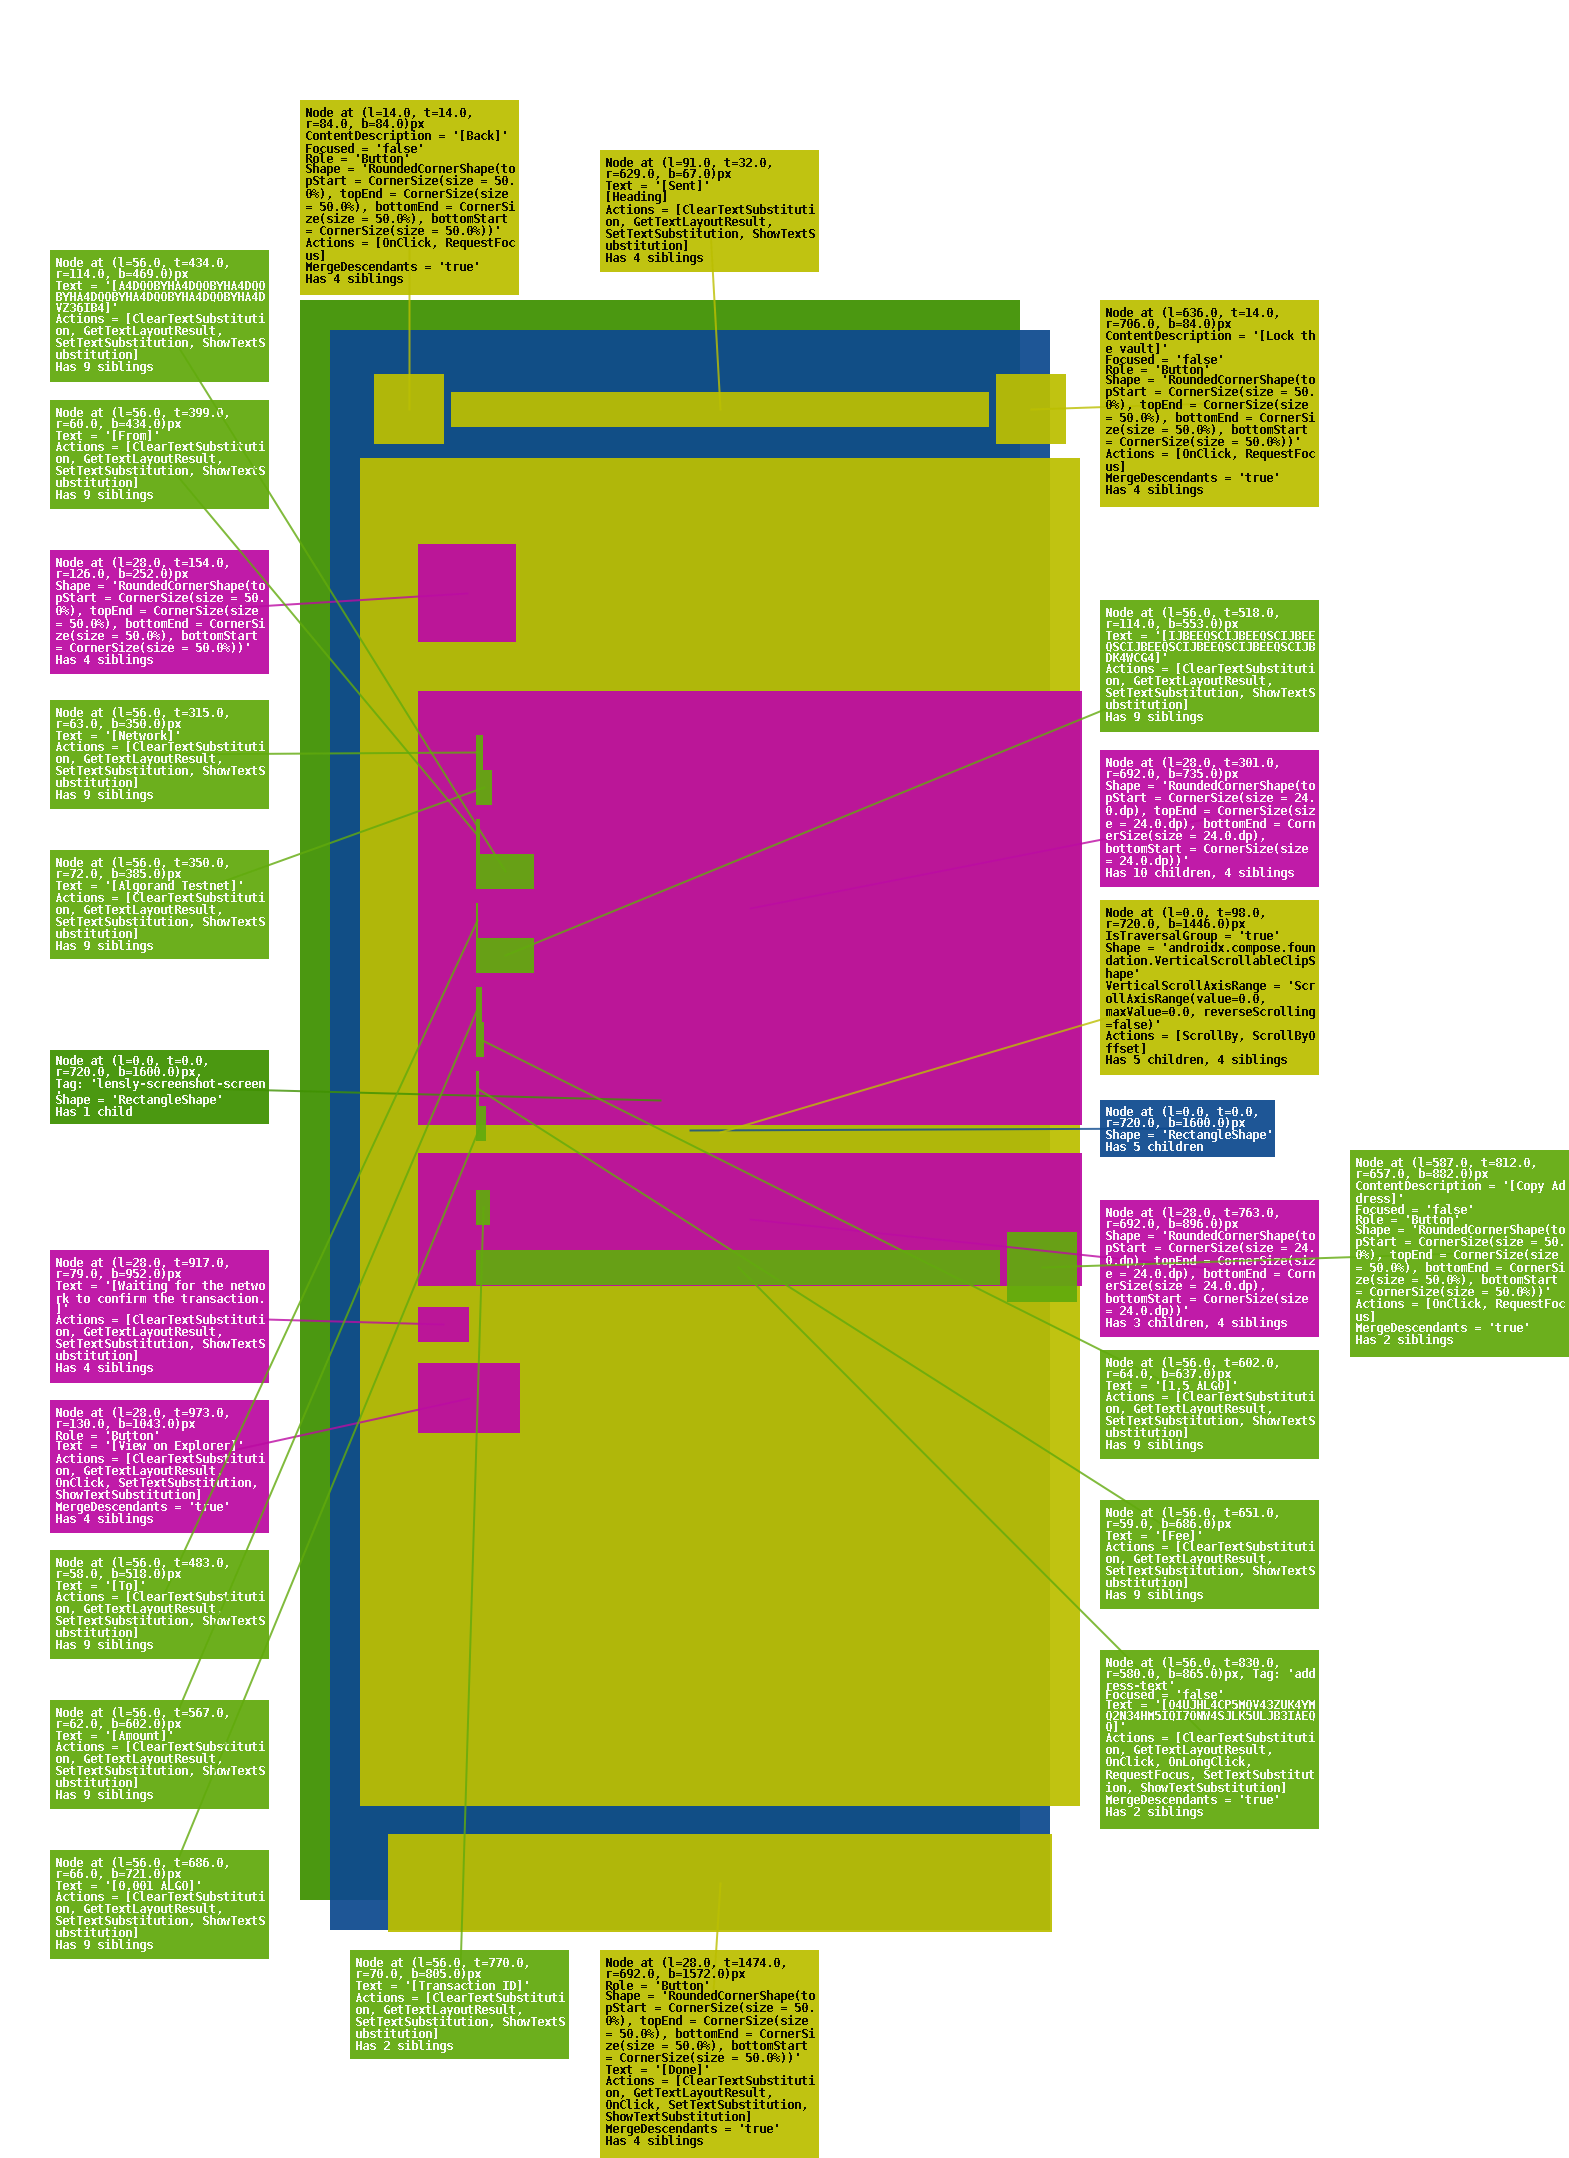 Node at (l=14.0, t=14.0,
r=84.0, b=84.0)px
ContentDescription = '[Back]'
Focused = 'false'
Role = 'Button'
Shape = 'RoundedCornerShape(to
pStart = CornerSize(size = 50.
0%), topEnd = CornerSize(size
= 50.0%), bottomEnd = CornerSi
ze(size = 50.0%), bottomStart
= CornerSize(size = 50.0%))'
Actions = [OnClick, RequestFoc
us]
MergeDescendants = 'true'
Has 4 siblings
Node at (l=91.0, t=32.0,
r=629.0, b=67.0)px
Text = '[Sent]'
[Heading]
Actions = [ClearTextSubstituti
on, GetTextLayoutResult,
SetTextSubstitution, ShowTextS
ubstitution]
Has 4 siblings
Node at (l=56.0, t=434.0,
r=114.0, b=469.0)px
Actions = [ClearTextSubstituti
on, GetTextLayoutResult,
SetTextSubstitution, ShowTextS
ubstitution]
Has 9 siblings
Node at (l=636.0, t=14.0,
r=706.0, b=84.0)px
ContentDescription = '[Lock th
e vault]'
Focused = 'false'
Role = 'Button'
Shape = 'RoundedCornerShape(to
pStart = CornerSize(size = 50.
0%), topEnd = CornerSize(size
= 50.0%), bottomEnd = CornerSi
ze(size = 50.0%), bottomStart
= CornerSize(size = 50.0%))'
Actions = [OnClick, RequestFoc
us]
MergeDescendants = 'true'
Has 4 siblings
Node at (l=56.0, t=399.0,
r=60.0, b=434.0)px
Text = '[From]'
Actions = [ClearTextSubstituti
on, GetTextLayoutResult,
SetTextSubstitution, ShowTextS
ubstitution]
Has 9 siblings
Node at (l=28.0, t=154.0,
r=126.0, b=252.0)px
Shape = 'RoundedCornerShape(to
pStart = CornerSize(size = 50.
0%), topEnd = CornerSize(size
= 50.0%), bottomEnd = CornerSi
ze(size = 50.0%), bottomStart
= CornerSize(size = 50.0%))'
Has 4 siblings
Node at (l=56.0, t=518.0,
r=114.0, b=553.0)px
Actions = [ClearTextSubstituti
on, GetTextLayoutResult,
SetTextSubstitution, ShowTextS
ubstitution]
Has 9 siblings
Node at (l=56.0, t=315.0,
r=63.0, b=350.0)px
Text = '[Network]'
Actions = [ClearTextSubstituti
on, GetTextLayoutResult,
SetTextSubstitution, ShowTextS
ubstitution]
Has 9 siblings
Node at (l=28.0, t=301.0,
r=692.0, b=735.0)px
Shape = 'RoundedCornerShape(to
pStart = CornerSize(size = 24.
0.dp), topEnd = CornerSize(siz
e = 24.0.dp), bottomEnd = Corn
erSize(size = 24.0.dp),
bottomStart = CornerSize(size
= 24.0.dp))'
Has 10 children, 4 siblings
Node at (l=56.0, t=350.0,
r=72.0, b=385.0)px
Text = '[Algorand Testnet]'
Actions = [ClearTextSubstituti
on, GetTextLayoutResult,
SetTextSubstitution, ShowTextS
ubstitution]
Has 9 siblings
Node at (l=0.0, t=98.0,
r=720.0, b=1446.0)px
IsTraversalGroup = 'true'
Shape = 'androidx.compose.foun
dation.VerticalScrollableClipS
hape'
VerticalScrollAxisRange = 'Scr
ollAxisRange(value=0.0,
maxValue=0.0, reverseScrolling
=false)'
Actions = [ScrollBy, ScrollByO
ffset]
Has 5 children, 4 siblings
Node at (l=0.0, t=0.0,
r=720.0, b=1600.0)px,
Tag: 'lensly-screenshot-screen
'
Shape = 'RectangleShape'
Has 1 child
Node at (l=0.0, t=0.0,
r=720.0, b=1600.0)px
Shape = 'RectangleShape'
Has 5 children
Node at (l=587.0, t=812.0,
r=657.0, b=882.0)px
ContentDescription = '[Copy Ad
dress]'
Focused = 'false'
Role = 'Button'
Shape = 'RoundedCornerShape(to
pStart = CornerSize(size = 50.
0%), topEnd = CornerSize(size
= 50.0%), bottomEnd = CornerSi
ze(size = 50.0%), bottomStart
= CornerSize(size = 50.0%))'
Actions = [OnClick, RequestFoc
us]
MergeDescendants = 'true'
Has 2 siblings
Node at (l=28.0, t=763.0,
r=692.0, b=896.0)px
Shape = 'RoundedCornerShape(to
pStart = CornerSize(size = 24.
0.dp), topEnd = CornerSize(siz
e = 24.0.dp), bottomEnd = Corn
erSize(size = 24.0.dp),
bottomStart = CornerSize(size
= 24.0.dp))'
Has 3 children, 4 siblings
Node at (l=28.0, t=917.0,
r=79.0, b=952.0)px
Text = '[Waiting for the netwo
rk to confirm the transaction.
]'
Actions = [ClearTextSubstituti
on, GetTextLayoutResult,
SetTextSubstitution, ShowTextS
ubstitution]
Has 4 siblings
Node at (l=56.0, t=602.0,
r=64.0, b=637.0)px
Text = '[1.5 ALGO]'
Actions = [ClearTextSubstituti
on, GetTextLayoutResult,
SetTextSubstitution, ShowTextS
ubstitution]
Has 9 siblings
Node at (l=28.0, t=973.0,
r=130.0, b=1043.0)px
Role = 'Button'
Text = '[View on Explorer]'
Actions = [ClearTextSubstituti
on, GetTextLayoutResult,
OnClick, SetTextSubstitution,
ShowTextSubstitution]
MergeDescendants = 'true'
Has 4 siblings
Node at (l=56.0, t=651.0,
r=59.0, b=686.0)px
Text = '[Fee]'
Actions = [ClearTextSubstituti
on, GetTextLayoutResult,
SetTextSubstitution, ShowTextS
ubstitution]
Has 9 siblings
Node at (l=56.0, t=483.0,
r=58.0, b=518.0)px
Text = '[To]'
Actions = [ClearTextSubstituti
on, GetTextLayoutResult,
SetTextSubstitution, ShowTextS
ubstitution]
Has 9 siblings
Node at (l=56.0, t=830.0,
r=580.0, b=865.0)px, Tag: 'add
ress-text'
Focused = 'false'
Actions = [ClearTextSubstituti
on, GetTextLayoutResult,
OnClick, OnLongClick,
RequestFocus, SetTextSubstitut
ion, ShowTextSubstitution]
MergeDescendants = 'true'
Has 2 siblings
Node at (l=56.0, t=567.0,
r=62.0, b=602.0)px
Text = '[Amount]'
Actions = [ClearTextSubstituti
on, GetTextLayoutResult,
SetTextSubstitution, ShowTextS
ubstitution]
Has 9 siblings
Node at (l=56.0, t=686.0,
r=66.0, b=721.0)px
Text = '[0.001 ALGO]'
Actions = [ClearTextSubstituti
on, GetTextLayoutResult,
SetTextSubstitution, ShowTextS
ubstitution]
Has 9 siblings
Node at (l=56.0, t=770.0,
r=70.0, b=805.0)px
Text = '[Transaction ID]'
Actions = [ClearTextSubstituti
on, GetTextLayoutResult,
SetTextSubstitution, ShowTextS
ubstitution]
Has 2 siblings
Node at (l=28.0, t=1474.0,
r=692.0, b=1572.0)px
Role = 'Button'
Shape = 'RoundedCornerShape(to
pStart = CornerSize(size = 50.
0%), topEnd = CornerSize(size
= 50.0%), bottomEnd = CornerSi
ze(size = 50.0%), bottomStart
= CornerSize(size = 50.0%))'
Text = '[Done]'
Actions = [ClearTextSubstituti
on, GetTextLayoutResult,
OnClick, SetTextSubstitution,
ShowTextSubstitution]
MergeDescendants = 'true'
Has 4 siblings